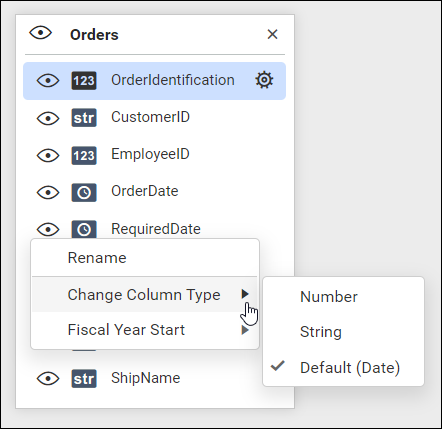 Orders
123 OrderIdentification
str CustomerID
123 EmployeeID
OrderDate
RequiredDate
Rename
Change Column Type
Fiscal Year Start
Number
String
Default (Date)
str ShipName